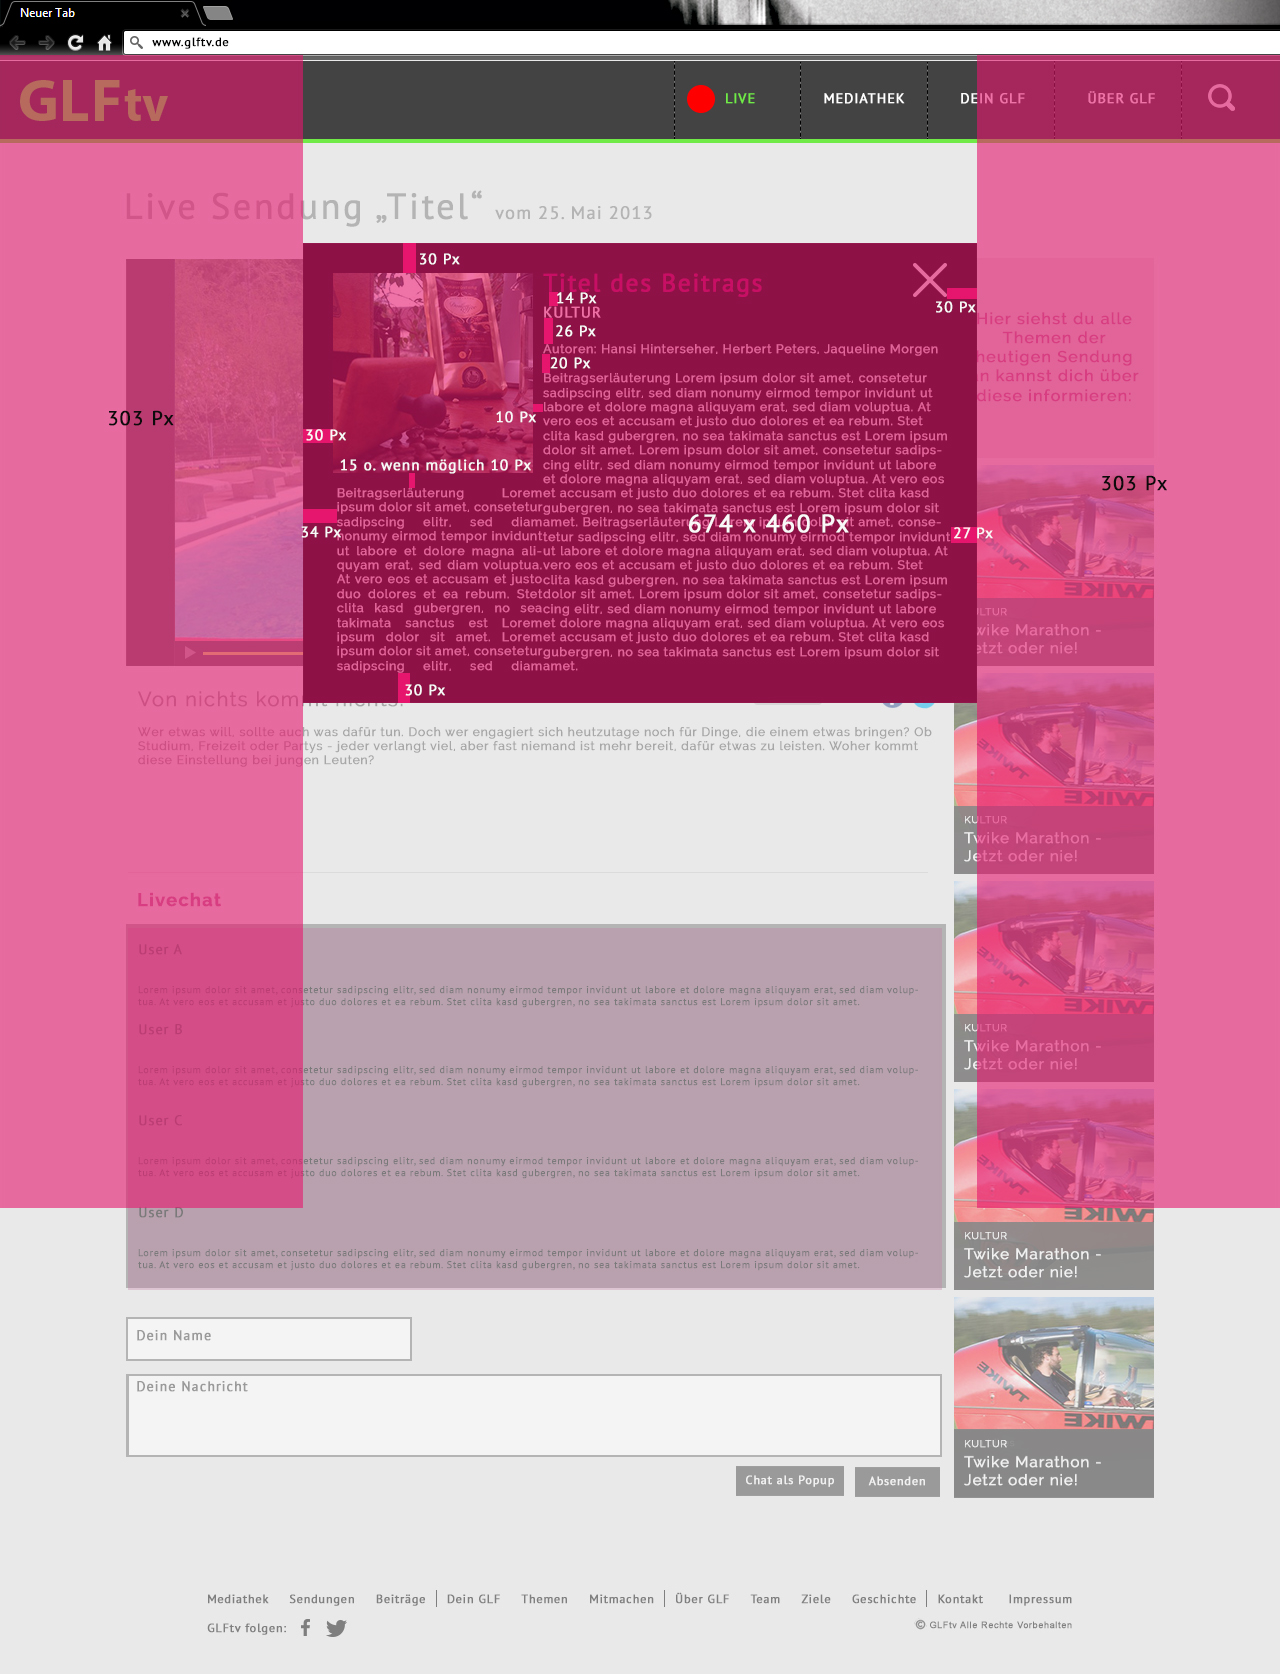 Neuer Tab
www.glftv.de
GLFtv
LIVE
MEDIATHEK
DEIN GLF
ÜBER GLF
Live Sendung „Titel“ vom 25. Mai 2013
30 Px
Titel des Beitrags
14 Px
KULTUR
30 Px
26 Px
Autoren: Hansi Hinterseher, Herbert Peters, Jaqueline Morgen
20 Px
Beitragserläuterung Lorem ipsum dolor sit amet, consetetur
sadipscing elitr, sed diam nonumy eirmod tempor invidunt ut
labore et dolore magna aliquyam erat, sed diam voluptua. At
vero eos et accusam et justo duo dolores et ea rebum. Stet
clita kasd gubergren, no sea takimata sanctus est Lorem ipsum
dolor sit amet. Lorem ipsum dolor sit amet, consetetur sadips-
cing elitr, sed diam nonumy eirmod tempor invidunt ut labore
et dolore magna aliquyam erat, sed diam voluptua. At vero eos
et accusam et justo duo dolores et ea rebum. Stet clita kasd
gubergren, no sea takimata sanctus est Lorem ipsum dolor sit
amet. Beitragserläuterung Lorem ipsum dolor sit amet, conse-
tetur sadipscing elitr, sed diam nonumy eirmod tempor invidunt
ut labore et dolore magna aliquyam erat, sed diam voluptua. At
vero eos et accusam et justo duo dolores et ea rebum. Stet
clita kasd gubergren, no sea takimata sanctus est Lorem ipsum
dolor sit amet. Lorem ipsum dolor sit amet, consetetur sadips-
cing elitr, sed diam nonumy eirmod tempor invidunt ut labore
et dolore magna aliquyam erat, sed diam voluptua. At vero eos
et accusam et justo duo dolores et ea rebum. Stet clita kasd
gubergren, no sea takimata sanctus est Lorem ipsum dolor sit
amet.
10 Px
303 Px
30 Px
15 o. wenn möglich 10 Px
Beitragserläuterung Lorem
ipsum dolor sit amet, consetetur
sadipscing elitr, sed diam
nonumy eirmod tempor invidunt
ut labore et dolore magna ali-
quyam erat, sed diam voluptua.
At vero eos et accusam et justo
duo dolores et ea rebum. Stet
clita kasd gubergren, no sea
takimata sanctus est Lorem
ipsum dolor sit amet. Lorem
ipsum dolor sit amet, consetetur
sadipscing elitr, sed diam
34 Px
674 x 460 Px
27 Px
30 Px
Hier siehst du alle
Themen der
heutigen Sendung
n kannst dich über
diese informieren:
303 Px
KULTUR
Twike Marathon -
Jetzt oder nie!
Von nichts kommt nichts!
Wer etwas will, sollte auch was dafür tun. Doch wer engagiert sich heutzutage noch für Dinge, die einem etwas bringen? Ob
Studium, Freizeit oder Partys - jeder verlangt viel, aber fast niemand ist mehr bereit, dafür etwas zu leisten. Woher kommt
diese Einstellung bei jungen Leuten?
TWIKE
KULTUR
Twike Marathon -
Jetzt oder nie!
Livechat
User A
Lorem ipsum dolor sit amet, consetetur sadipscing elitr, sed diam nonumy eirmod tempor invidunt ut labore et dolore magna aliquyam erat, sed diam volup-
tua. At vero eos et accusam et justo duo dolores et ea rebum. Stet clita kasd gubergren, no sea takimata sanctus est Lorem ipsum dolor sit amet.
User B
Lorem ipsum dolor sit amet, consetetur sadipscing elitr, sed diam nonumy eirmod tempor invidunt ut labore et dolore magna aliquyam erat, sed diam volup-
tua. At vero eos et accusam et justo duo dolores et ea rebum. Stet clita kasd gubergren, no sea takimata sanctus est Lorem ipsum dolor sit amet.
User C
Lorem ipsum dolor sit amet, consetetur sadipscing elitr, sed diam nonumy eirmod tempor invidunt ut labore et dolore magna aliquyam erat, sed diam volup-
tua. At vero eos et accusam et justo duo dolores et ea rebum. Stet clita kasd gubergren, no sea takimata sanctus est Lorem ipsum dolor sit amet.
User D
Lorem ipsum dolor sit amet, consetetur sadipscing elitr, sed diam nonumy eirmod tempor invidunt ut labore et dolore magna aliquyam erat, sed diam volup-
tua. At vero eos et accusam et justo duo dolores et ea rebum. Stet clita kasd gubergren, no sea takimata sanctus est Lorem ipsum dolor sit amet.
TWIKE
KULTUR
Twike Marathon -
Jetzt oder nie!
TWIKE
KULTUR
Twike Marathon -
Jetzt oder nie!
TWIKE
KULTUR
Twike Marathon -
Jetzt oder nie!
Dein Name
Deine Nachricht
Chat als Popup
Absenden
Mediathek Sendungen Beiträge Dein GLF Themen Mitmachen Über GLF Team Ziele Geschichte Kontakt Impressum
GLFtv folgen:
© GLFtv Alle Rechte Vorbehalten